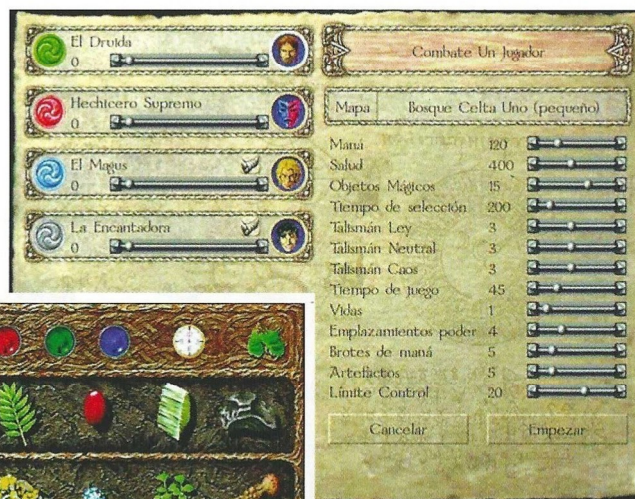 El Druida
0
Hechicero Supremo
0
El Magus
0
La Encantadora
0
Combate Un Jugador
Mapa Bosque Celta Uno (pequeño)
Maná 120
Salud 400
Objetos Mágicos 15
Tiempo de selección 200
Talismán Ley 3
Talismán Neutral 3
Talismán Caos 3
Tiempo de juego 45
Vidas 1
Emplazamientos poder 4
Brotes de maná 5
Artefactos 5
Límite Control 20
Cancelar Empezar